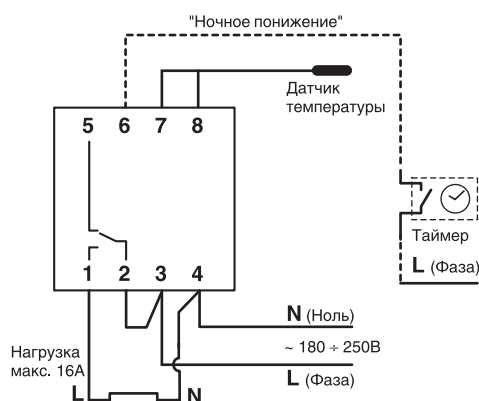 "Ночное понижение"
Датчик
температуры
5 6 7 8
Таймер
L (Фаза)
1 2 3 4
N (Ноль)
~ 180 ÷ 250В
L (Фаза)
Нагрузка
макс. 16А
L N